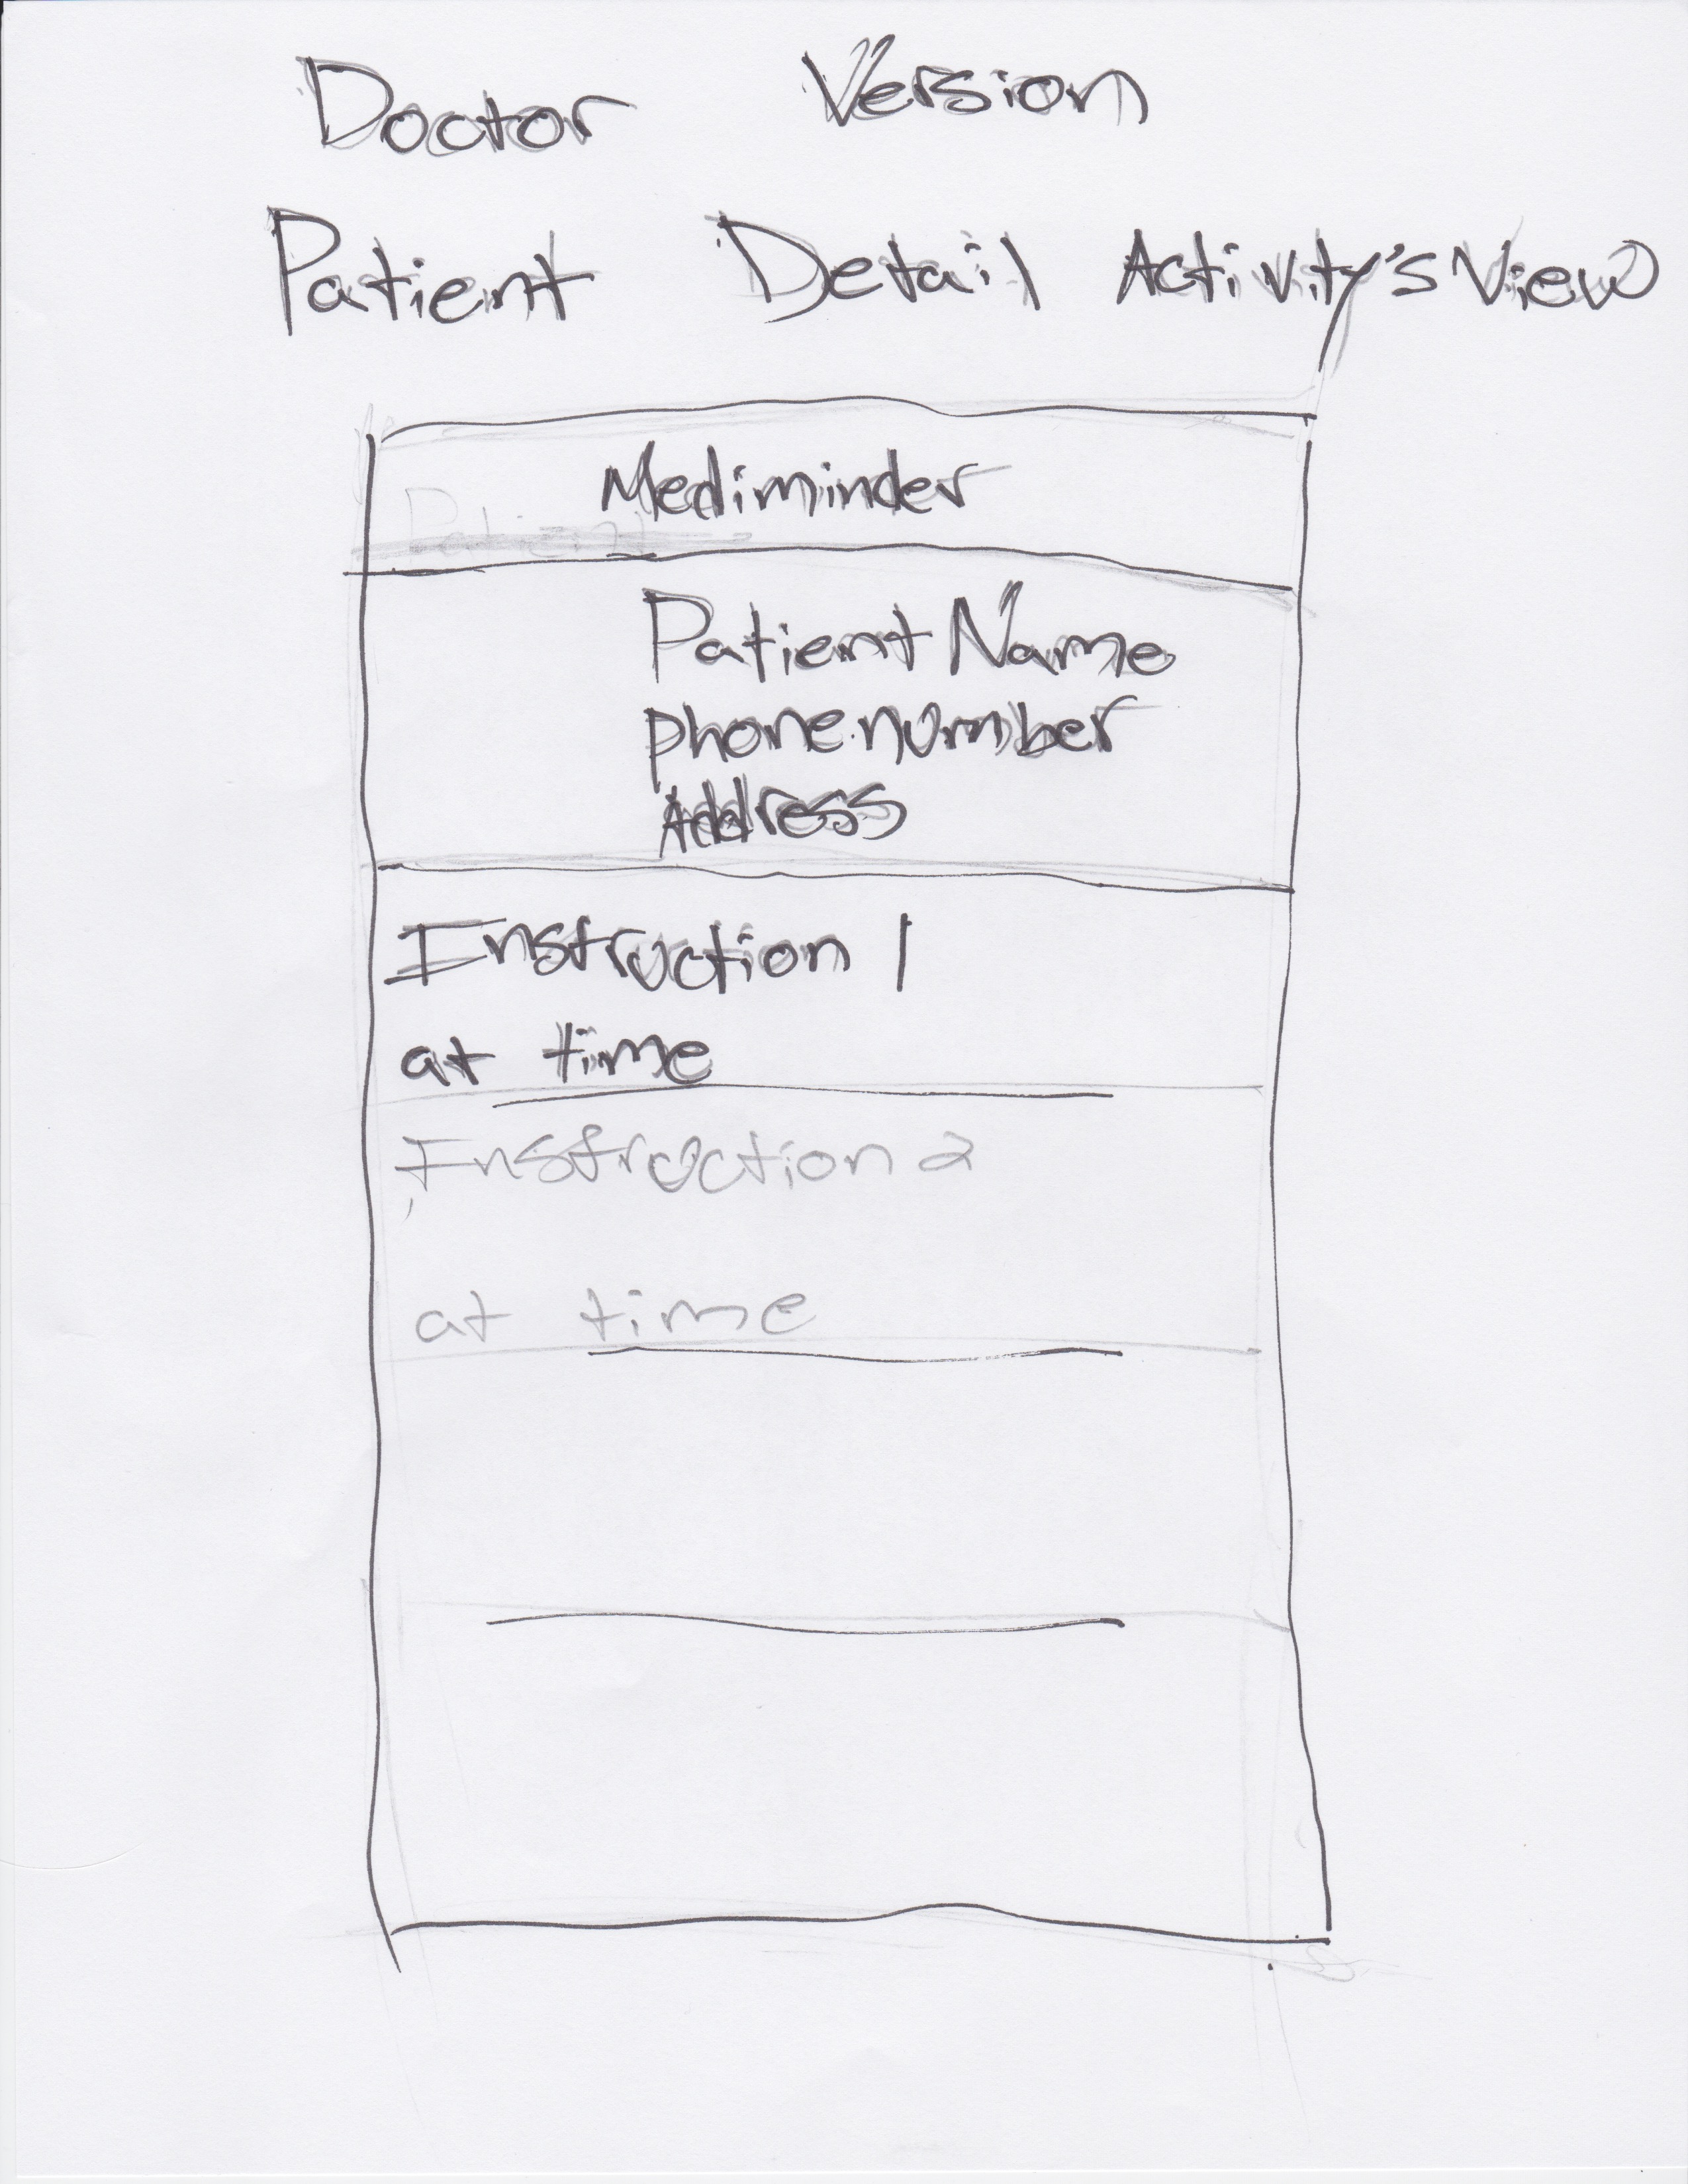 Doctor Version
Patient Detail Activity's View
Mediminder
Patient
Patient Name
phone number
Address
Instruction 1
at time
Instruction 2
at time